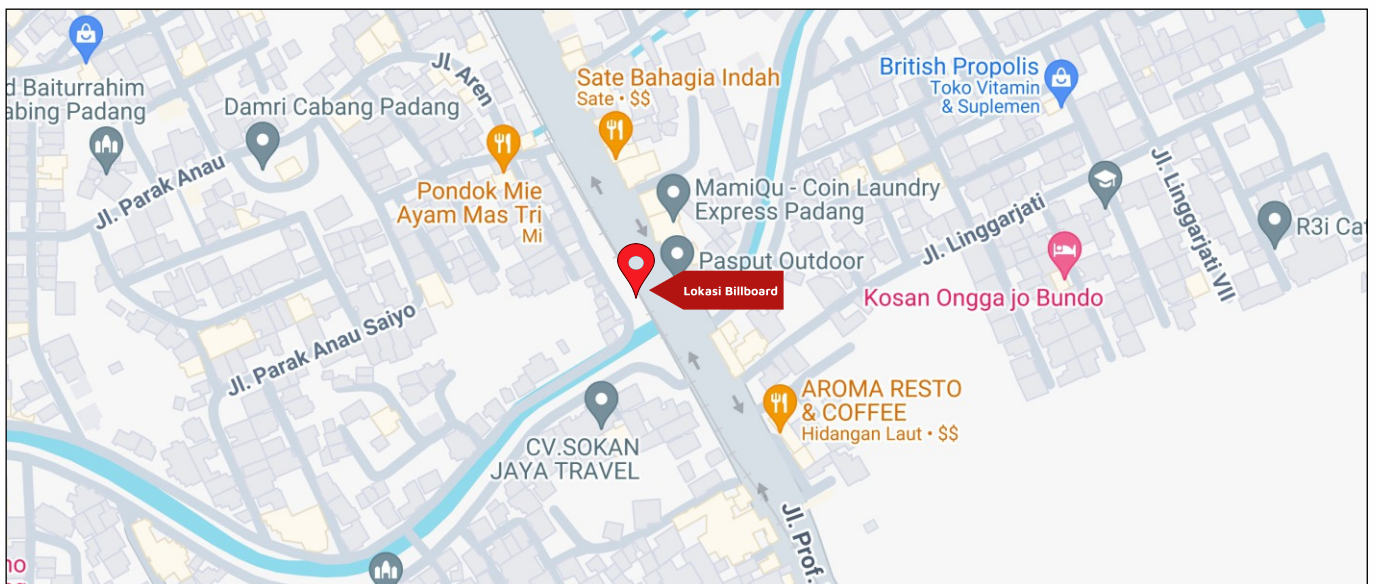 d Baiturrahim
abing Padang
Damri Cabang Padang
Jl. Aren
Sate Bahagia Indah
Sate • $$
British Propolis
Toko Vitamin
& Suplemen
Jl. Parak Anau
Pondok Mie
Ayam Mas Tri
Mi
MamiQu - Coin Laundry
Express Padang
Pasput Outdoor
Lokasi Billboard
Jl. Linggarjati
Jl. Linggarjati VII
R3i Cat
Kosan Ongga jo Bundo
Jl. Parak Anau Saiyo
AROMA RESTO
& COFFEE
Hidangan Laut • $$
CV.SOKAN
JAYA TRAVEL
Jl. Prof.
no